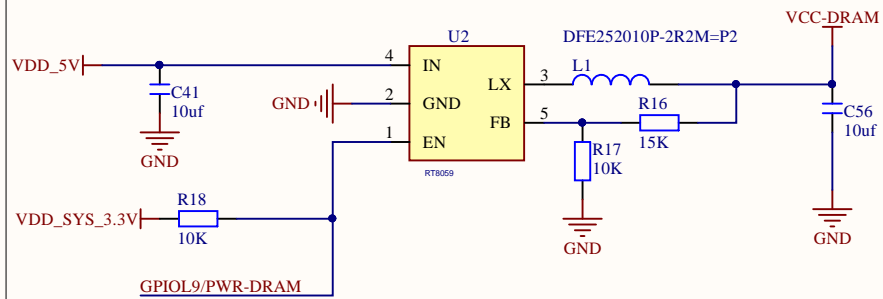 VCC-DRAM
U2
DFE252010P-2R2M=P2
VDD_5V
4
IN
LX
3
L1
C41
10uf
GND
2
GND
FB
5
R16
15K
C56
10uf
GND
1
EN
R17
10K
RT8059
VDD_SYS_3.3V
R18
10K
GND
GND
GPIOL9/PWR-DRAM